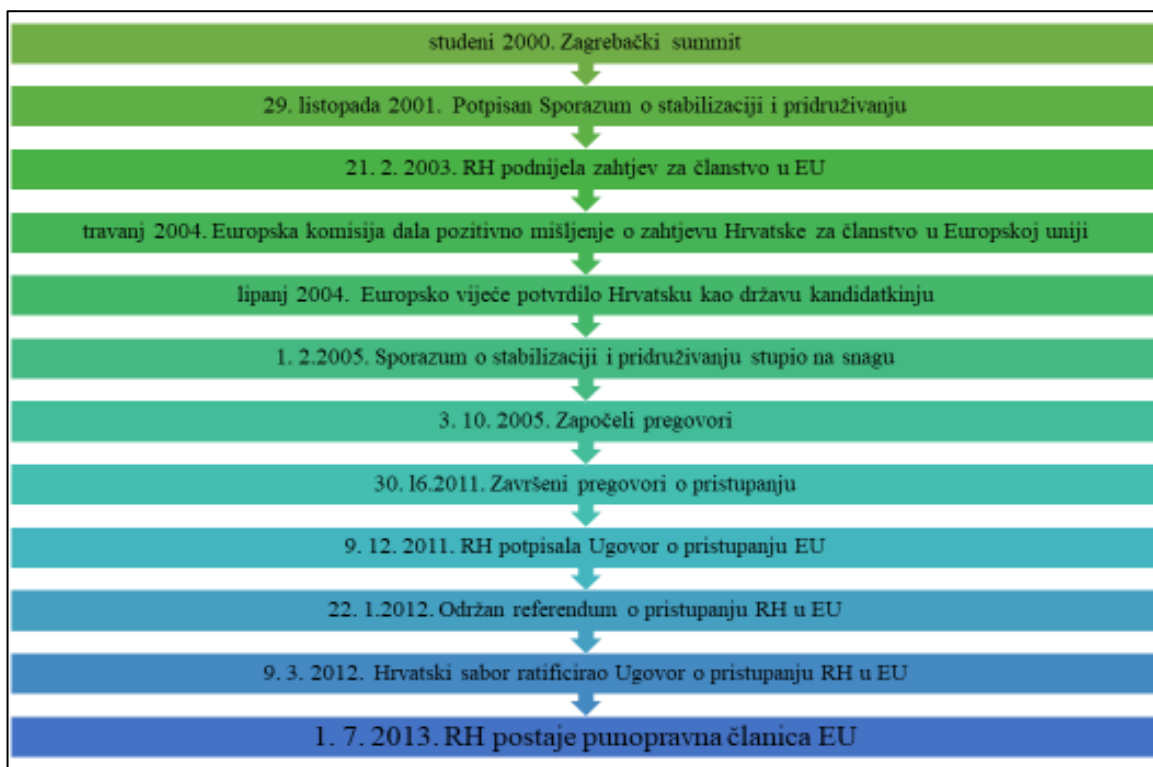 studeni 2000. Zagrebački summit
29. listopada 2001. Potpisan Sporazum o stabilizaciji i pridruživanju
21. 2. 2003. RH podnijela zahtjev za članstvo u EU
travanj 2004. Europska komisija dala pozitivno mišljenje o zahtjevu Hrvatske za članstvo u Europskoj uniji
lipanj 2004. Europsko vijeće potvrdilo Hrvatsku kao državu kandidatkinju
1. 2.2005. Sporazum o stabilizaciji i pridruživanju stupio na snagu
3. 10. 2005. Započeli pregovori
30. l6.2011. Završeni pregovori o pristupanju
9. 12. 2011. RH potpisala Ugovor o pristupanju EU
22. 1.2012. Održan referendum o pristupanju RH u EU
9. 3. 2012. Hrvatski sabor ratificirao Ugovor o pristupanju RH u EU
1. 7. 2013. RH postaje punopravna članica EU